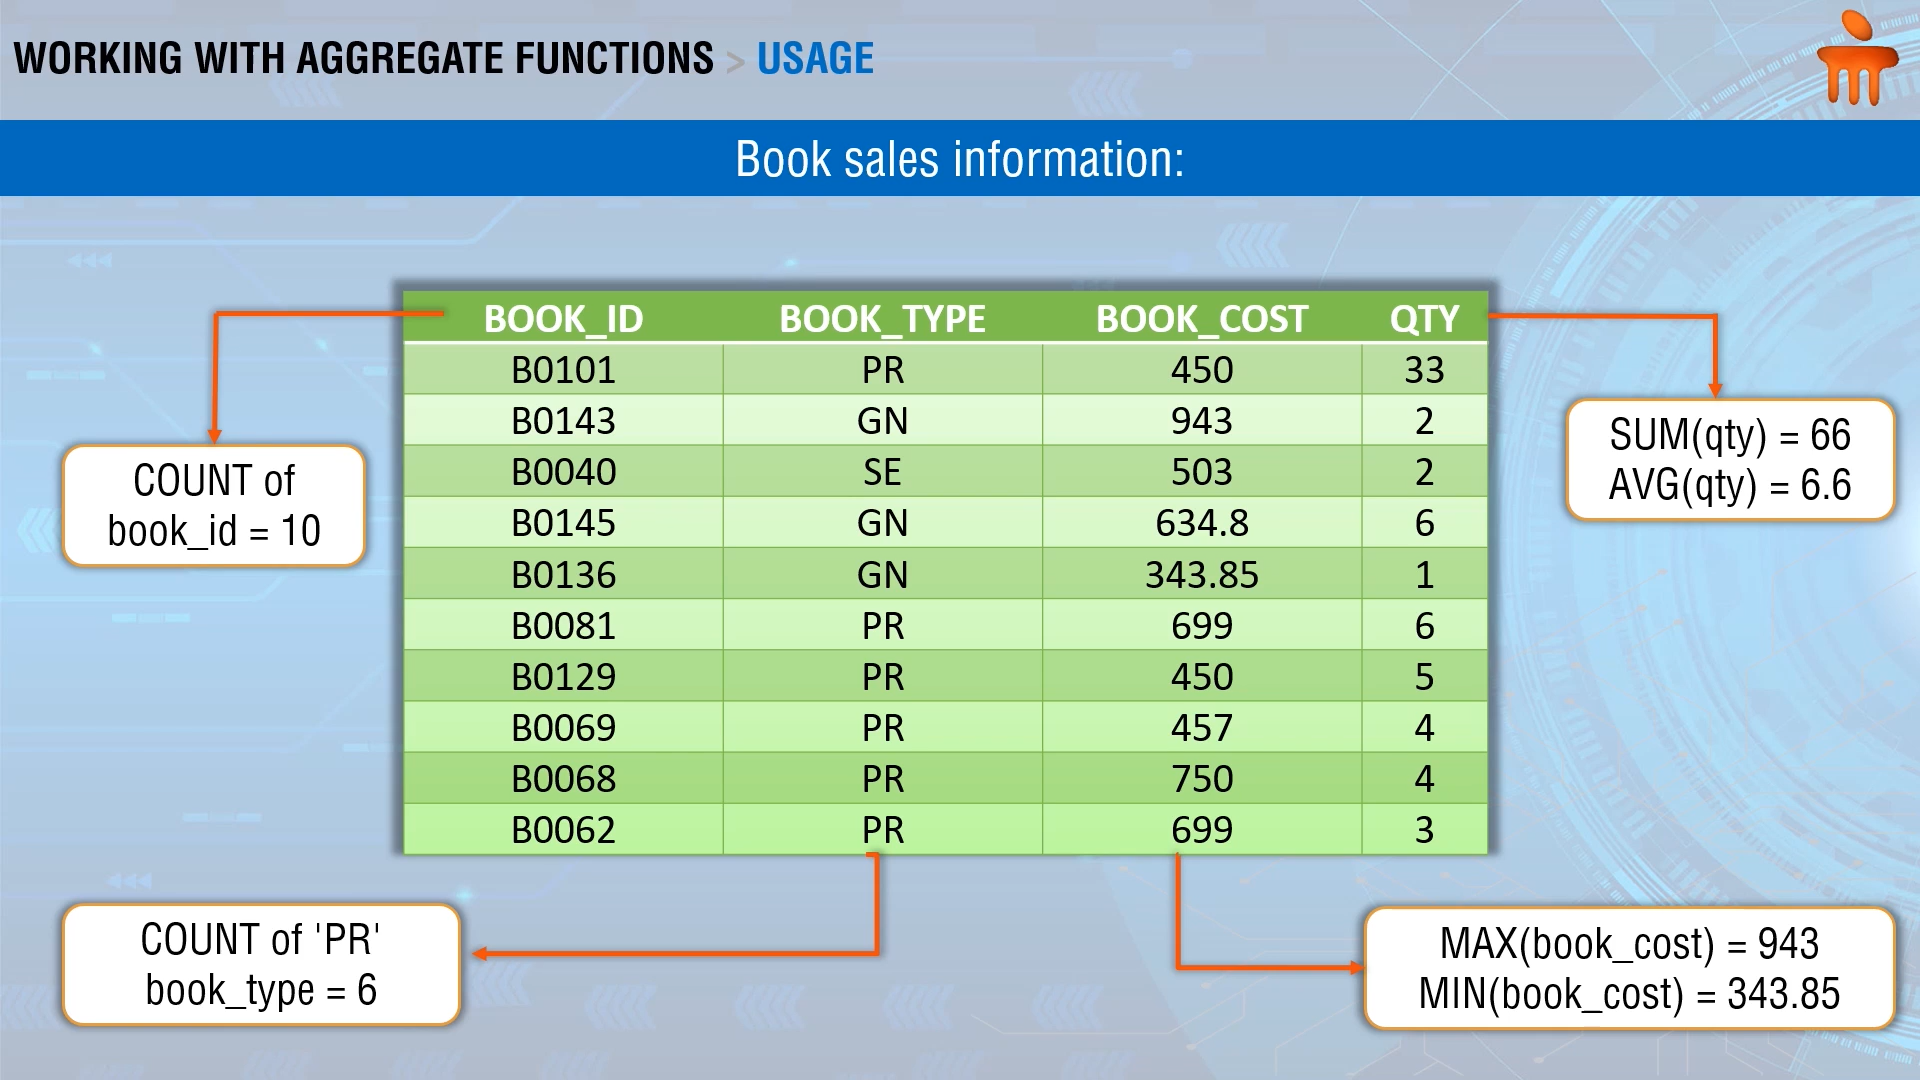 WORKING WITH AGGREGATE FUNCTIONS > USAGE
Book sales information:
BOOK_ID BOOK_TYPE BOOK_COST QTY
B0101 PR 450 33
B0143 GN 943 2
B0040 SE 503 2
B0145 GN 634.8 6
B0136 GN 343.85 1
B0081 PR 699 6
B0129 PR 450 5
B0069 PR 457 4
B0068 PR 750 4
B0062 PR 699 3
COUNT of
book_id = 10
SUM(qty) = 66
AVG(qty) = 6.6
COUNT of 'PR'
book_type = 6
MAX(book_cost) = 943
MIN(book_cost) = 343.85